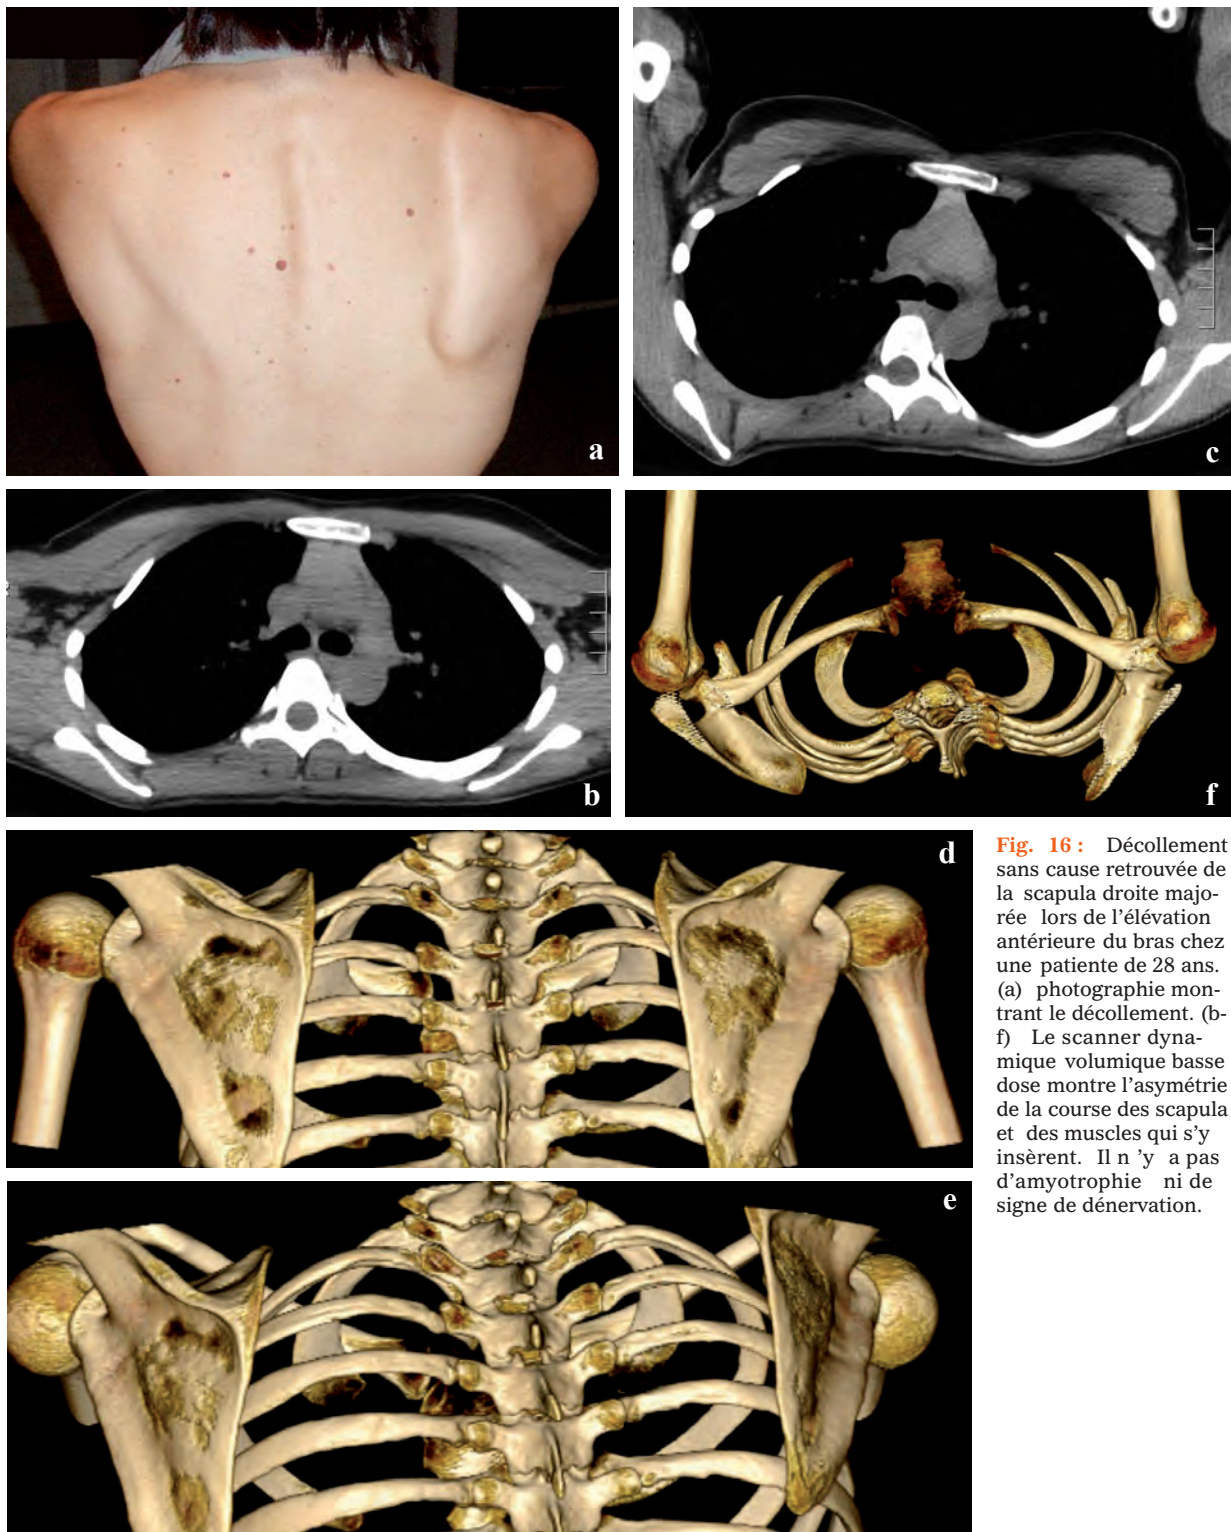 a
c
b
f
d
Fig. 16 : Décollement
sans cause retrouvée de
la scapula droite majo-
rée lors de l'élévation
antérieure du bras chez
une patiente de 28 ans.
(a) photographie mon-
trant le décollement. (b-
f) Le scanner dyna-
mique volumique basse
dose montre l'asymétrie
de la course des scapula
et des muscles qui s'y
insèrent. Il n 'y a pas
d'amyotrophie ni de
signe de dénervation.
e